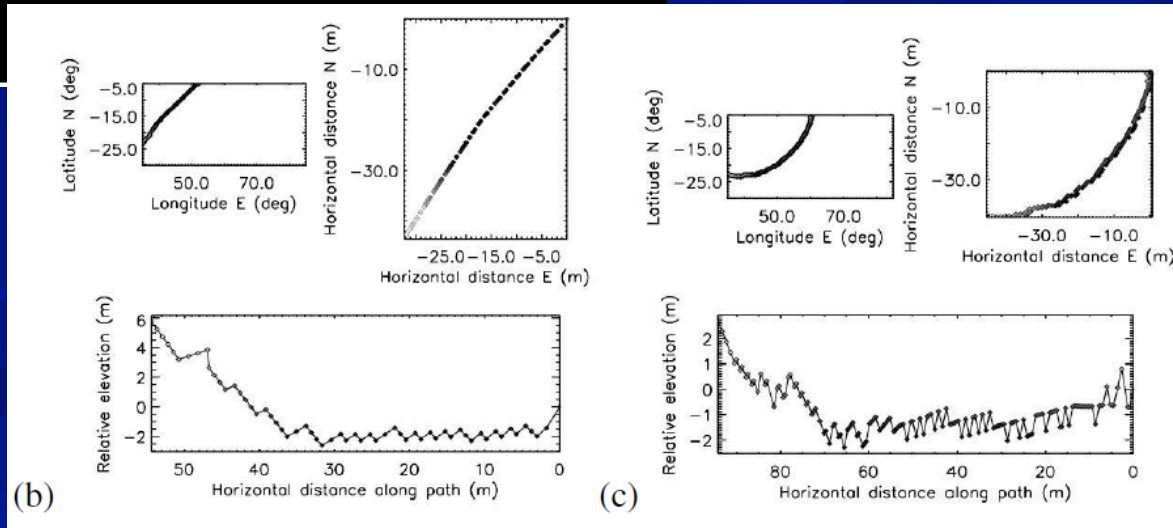 Latitude N (deg)
-5.0
-15.0
-25.0
50.0 70.0
Longitude E (deg)
Horizontal distance N (m)
-10.0
-30.0
-25.0 -15.0 -5.0
Horizontal distance E (m)
Relative elevation (m)
6
4
2
0
-2
50 40 30 20 10 0
Horizontal distance along path (m)
(b)
Latitude N (deg)
-5.0
-15.0
-25.0
50.0 70.0
Longitude E (deg)
Horizontal distance N (m)
-10.0
-30.0
-30.0 -10.0
Horizontal distance E (m)
Relative elevation (m)
2
1
0
-1
-2
80 60 40 20 0
Horizontal distance along path (m)
(c)